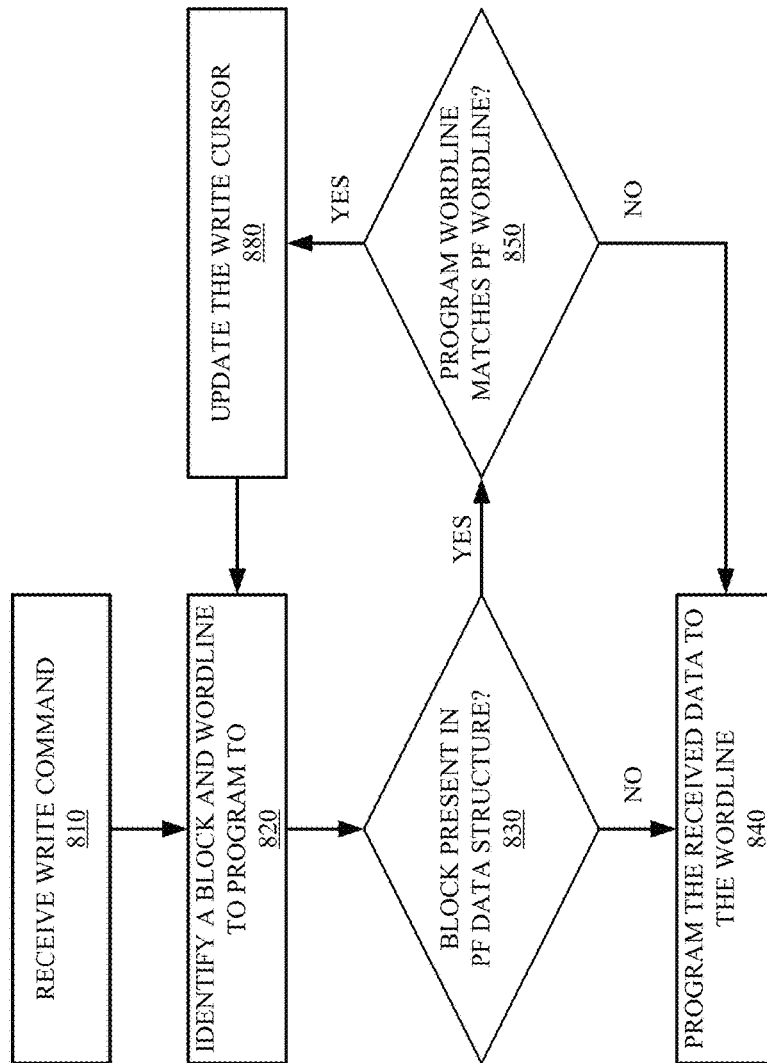 RECEIVE WRITE COMMAND
810
IDENTIFY A BLOCK AND WORDLINE
TO PROGRAM TO
820
BLOCK PRESENT IN
PF DATA STRUCTURE?
830
YES
NO
PROGRAM THE RECEIVED DATA TO
THE WORDLINE
840
UPDATE THE WRITE CURSOR
880
YES
PROGRAM WORDLINE
MATCHES PF WORDLINE?
850
NO